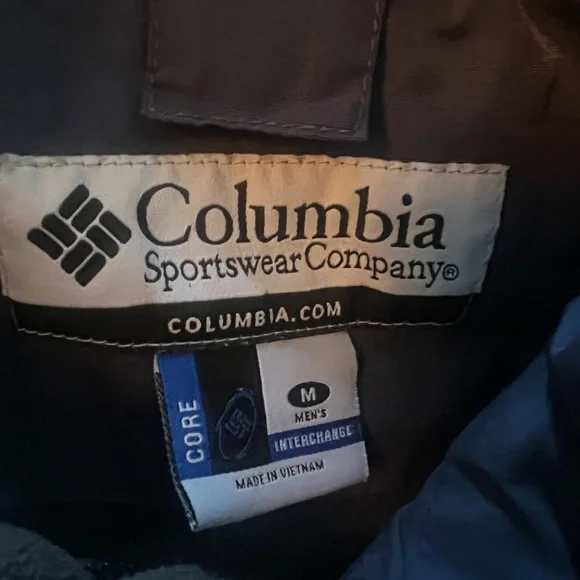 Columbia
Sportswear Company®
COLUMBIA.COM
CORE
M
MEN'S
INTERCHANGE
MADE IN VIETNAM